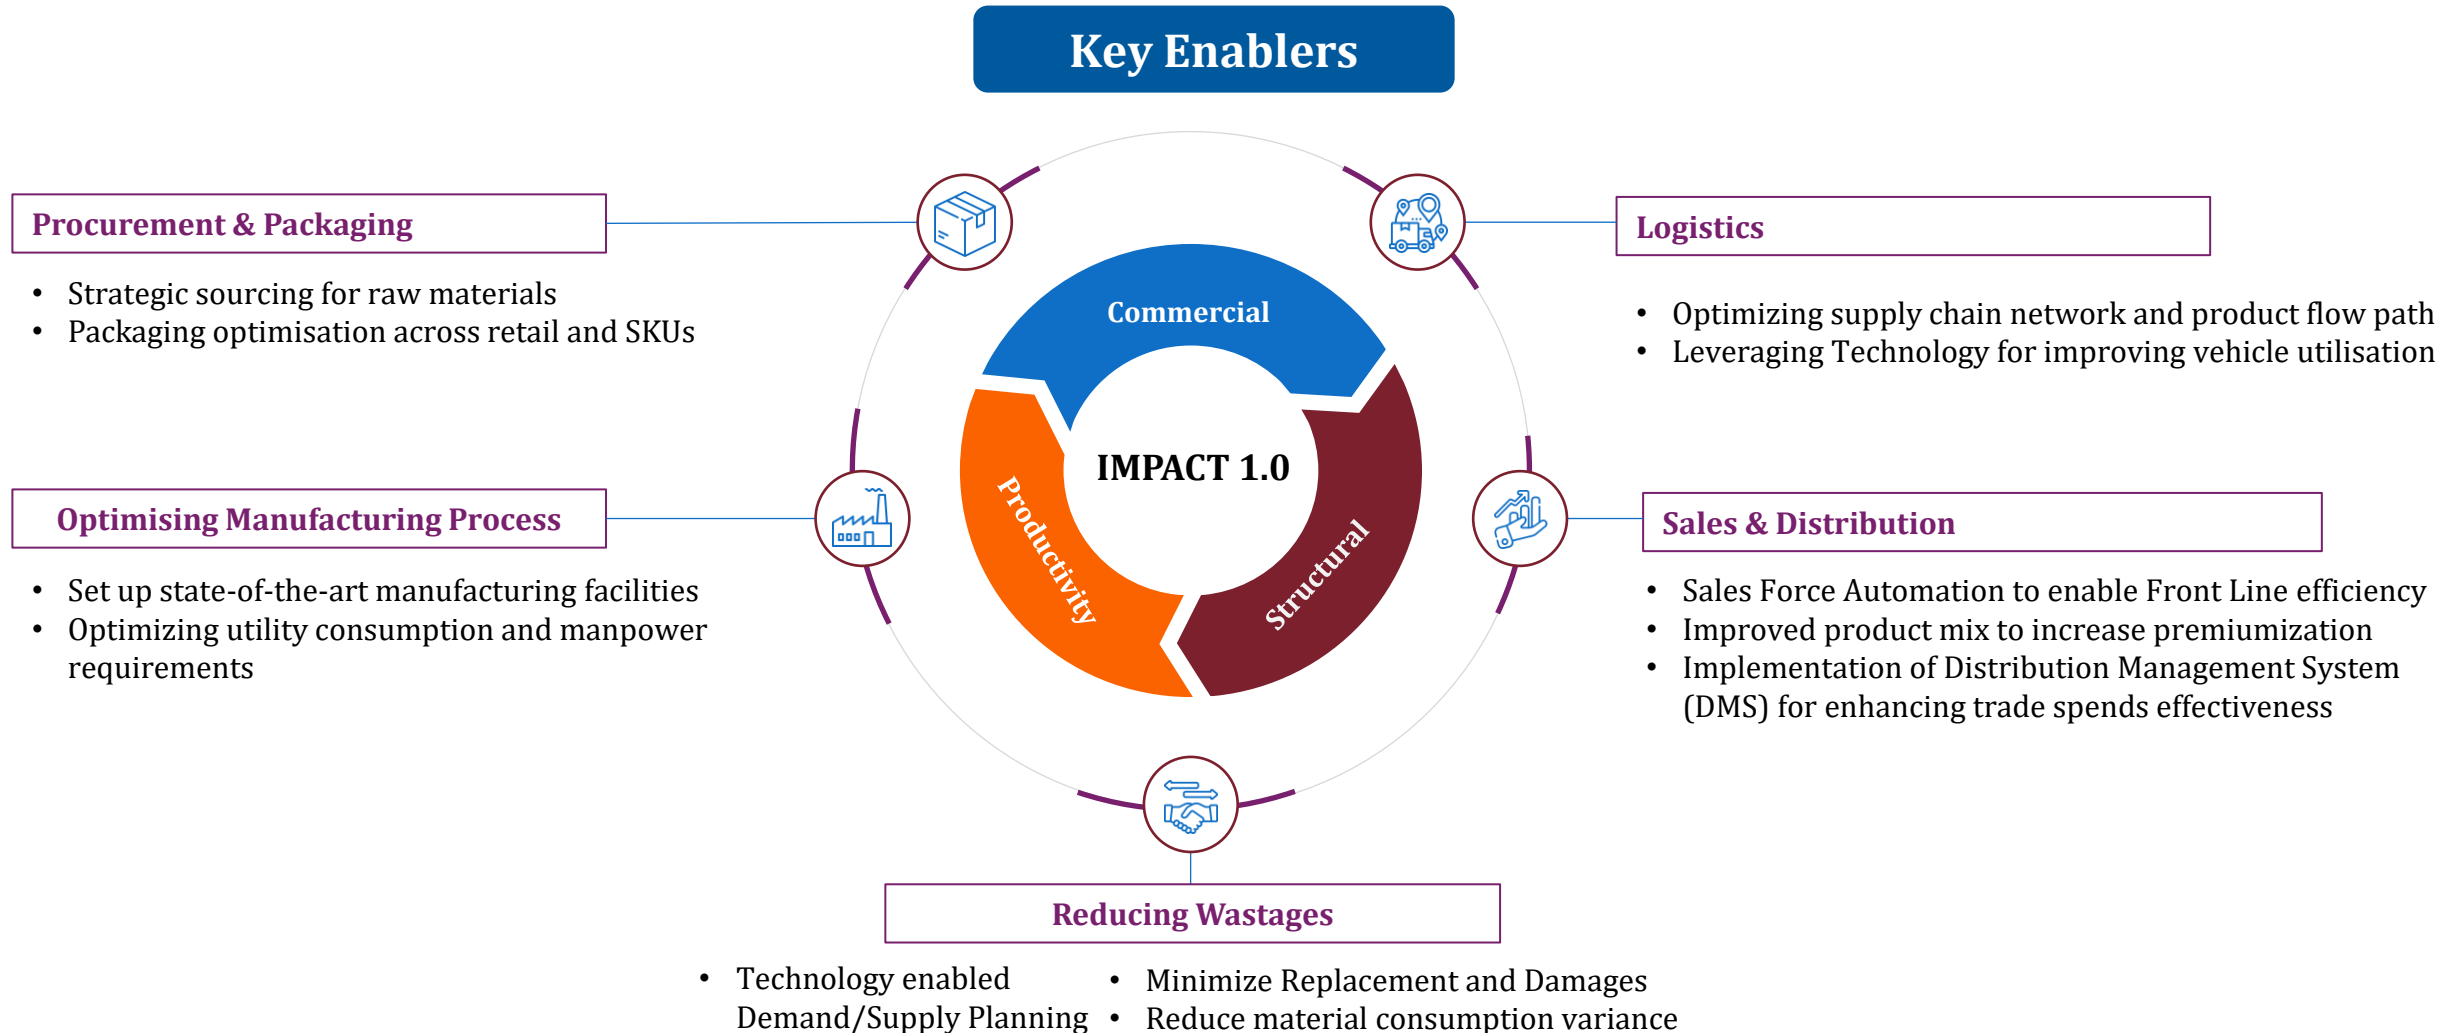 Key Enablers
Procurement & Packaging
• Strategic sourcing for raw materials
• Packaging optimisation across retail and SKUs
Optimising Manufacturing Process
• Set up state-of-the-art manufacturing facilities
• Optimizing utility consumption and manpower
requirements
Commercial
IMPACT 1.0
Productivity
Structural
Logistics
• Optimizing supply chain network and product flow path
• Leveraging Technology for improving vehicle utilisation
Sales & Distribution
• Sales Force Automation to enable Front Line efficiency
• Improved product mix to increase premiumization
• Implementation of Distribution Management System
(DMS) for enhancing trade spends effectiveness
Reducing Wastages
• Technology enabled
Demand/Supply Planning
• Minimize Replacement and Damages
• Reduce material consumption variance